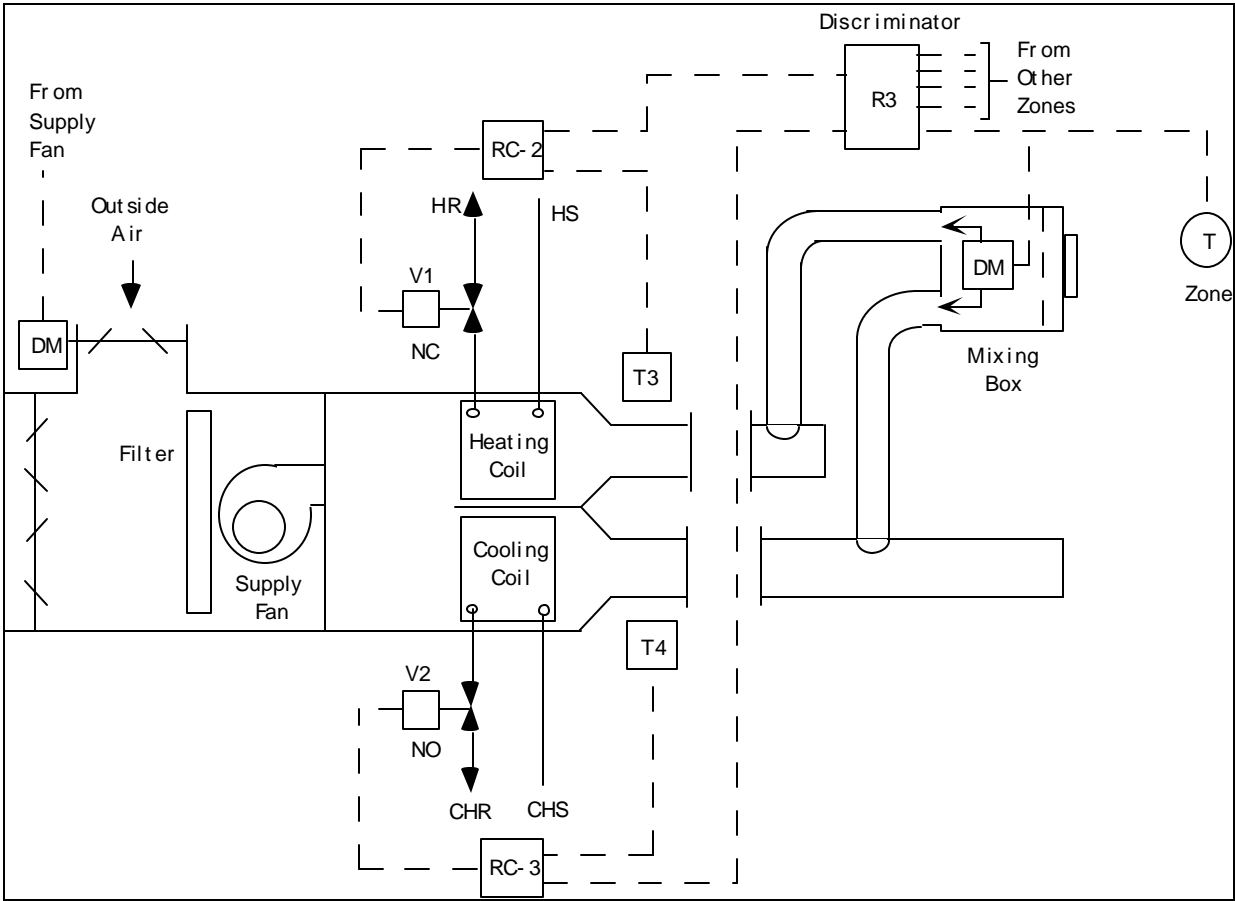 Discriminator
From
Supply
Fan
R3
From
Other
Zones
RC-2
Outside
Air
HR
HS
T
Zone
V1
DM
NC
DM
T3
Mixing
Box
Filter
Heating
Coil
Cooling
Coil
Supply
Fan
T4
V2
NO
CHR
CHS
RC-3